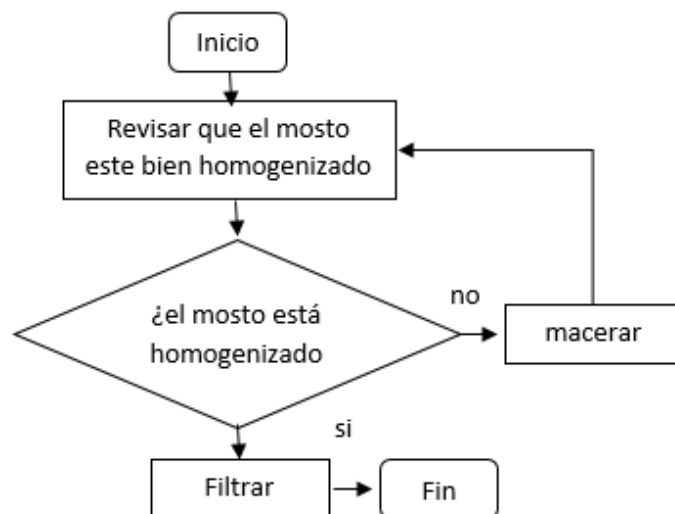 Inicio
Revisar que el mosto
este bien homogenizado
¿el mosto está
homogenizado
no
macerar
si
Filtrar
Fin